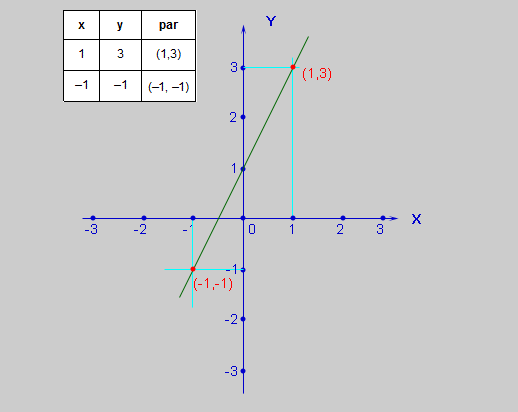 x y par
1 3 (1,3)
–1 –1 (–1, –1)
Y
3
(1,3)
2
1
X
-3 -2 -1 0 1 2 3
-1
(-1,-1)
-2
-3